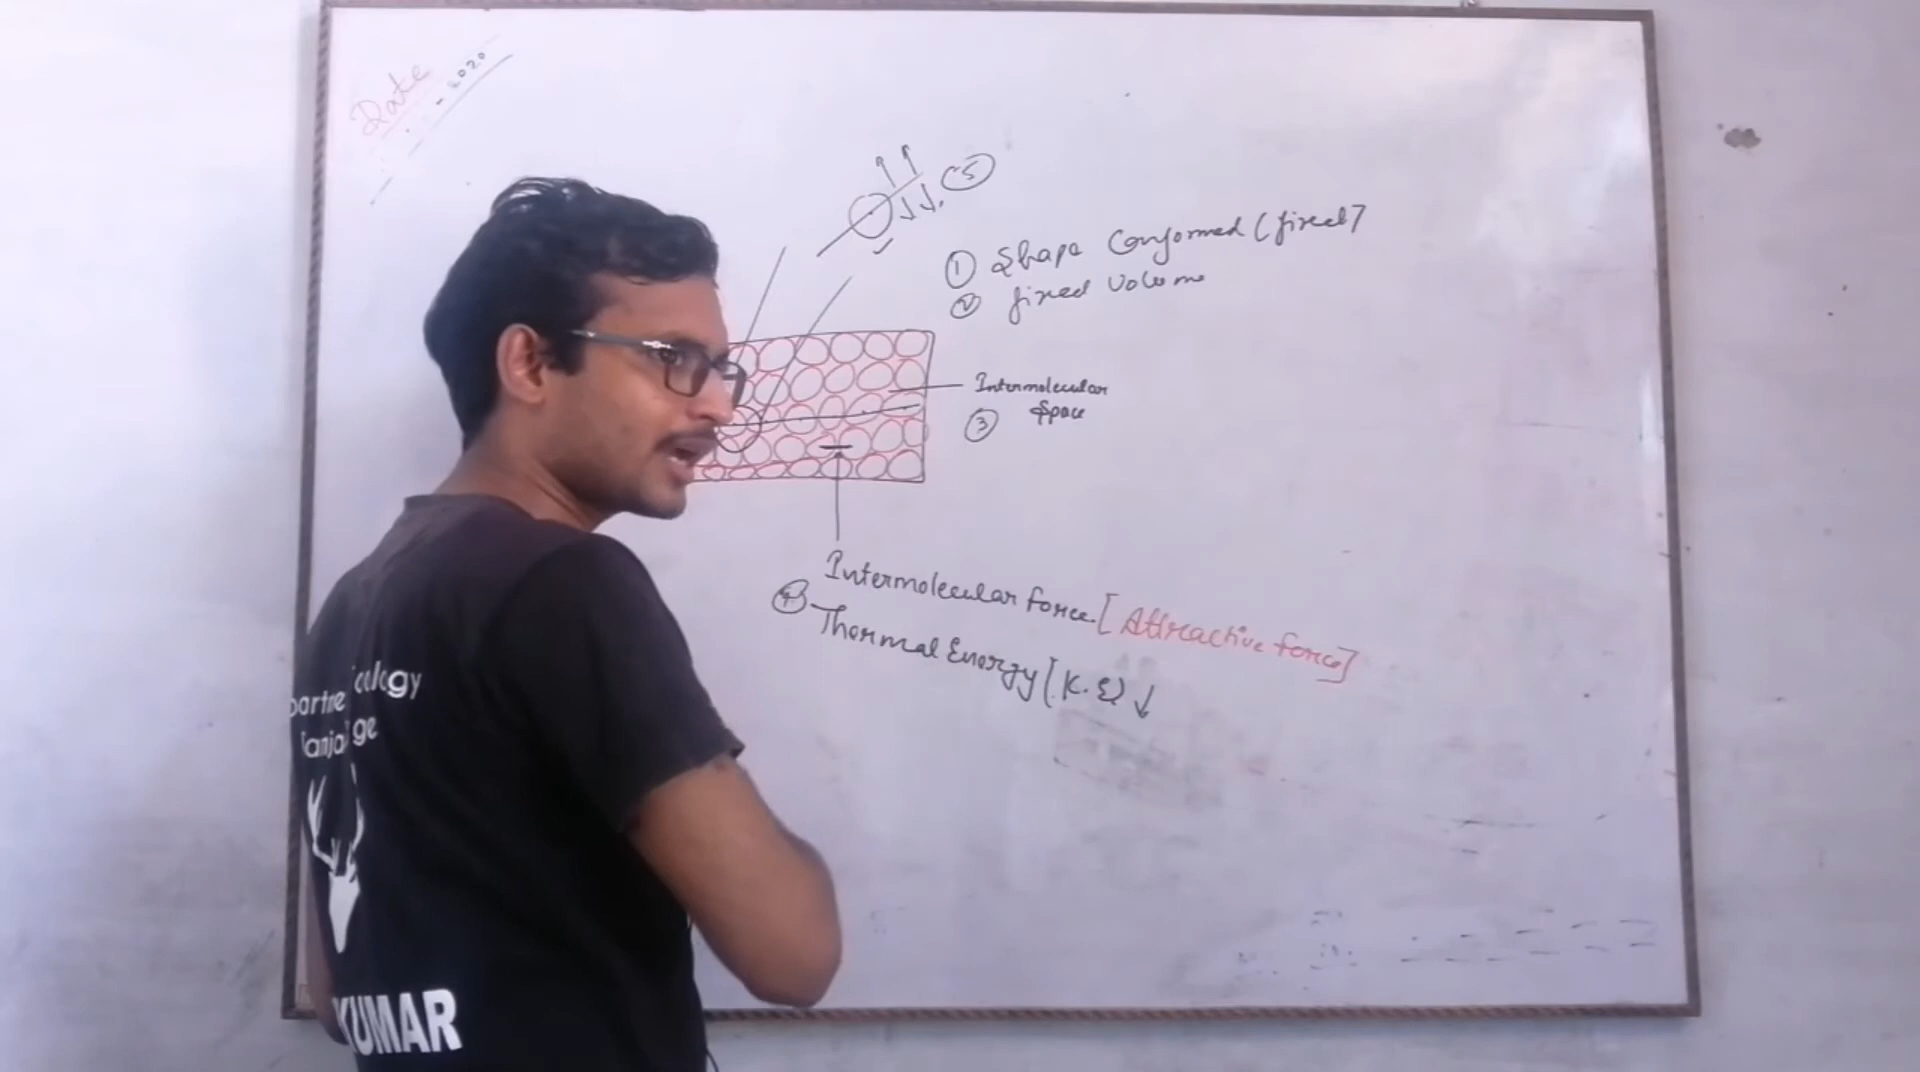 Date
- 2020
5
① Shape Conformed (fixed)
② fixed Volume
Intermolecular
Space
③
Intermolecular force [Attractive force]
④ Thermal Energy [K.E) ↓
KUMAR